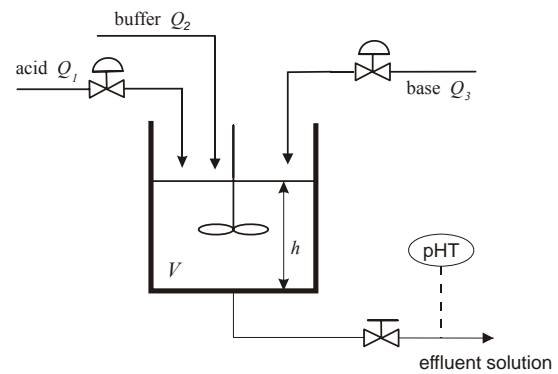 buffer Q2
acid Q1
base Q3
h
V
pHT
effluent solution